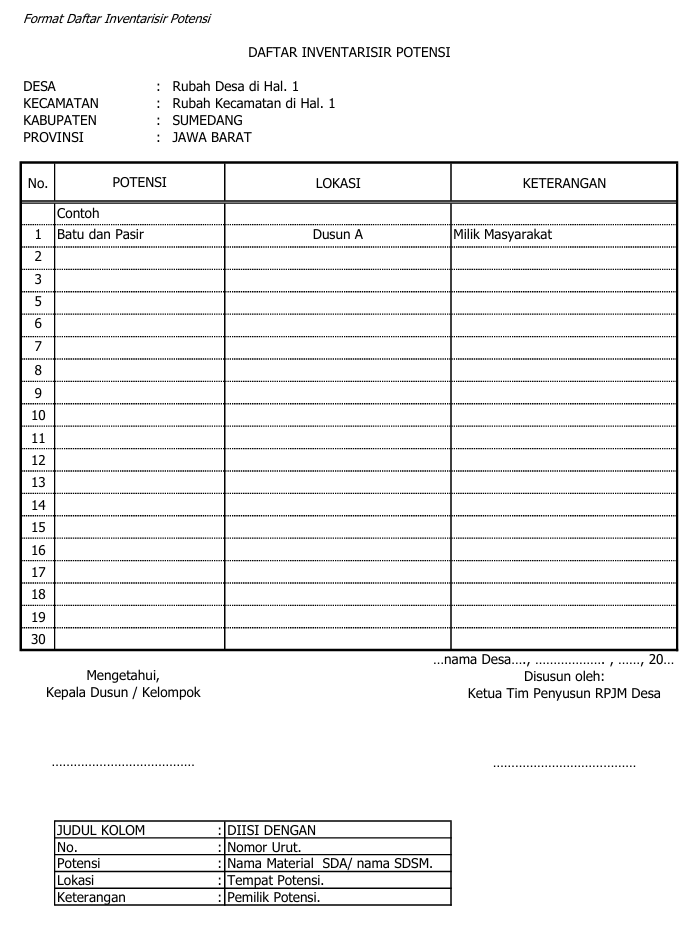 Format Daftar Inventarisir Potensi
DAFTAR INVENTARISIR POTENSI
DESA : Rubah Desa di Hal. 1
KECAMATAN : Rubah Kecamatan di Hal. 1
KABUPATEN : SUMEDANG
PROVINSI : JAWA BARAT
No. POTENSI LOKASI KETERANGAN
Contoh
1 Batu dan Pasir Dusun A Milik Masyarakat
2
3
5
6
7
8
9
10
11
12
13
14
15
16
17
18
19
30
...nama Desa...., ................... , ......, 20...
Mengetahui, Disusun oleh:
Kepala Dusun / Kelompok Ketua Tim Penyusun RPJM Desa
....................................... .......................................
JUDUL KOLOM : DIISI DENGAN
No. : Nomor Urut.
Potensi : Nama Material  SDA/ nama SDSM.
Lokasi : Tempat Potensi.
Keterangan : Pemilik Potensi.